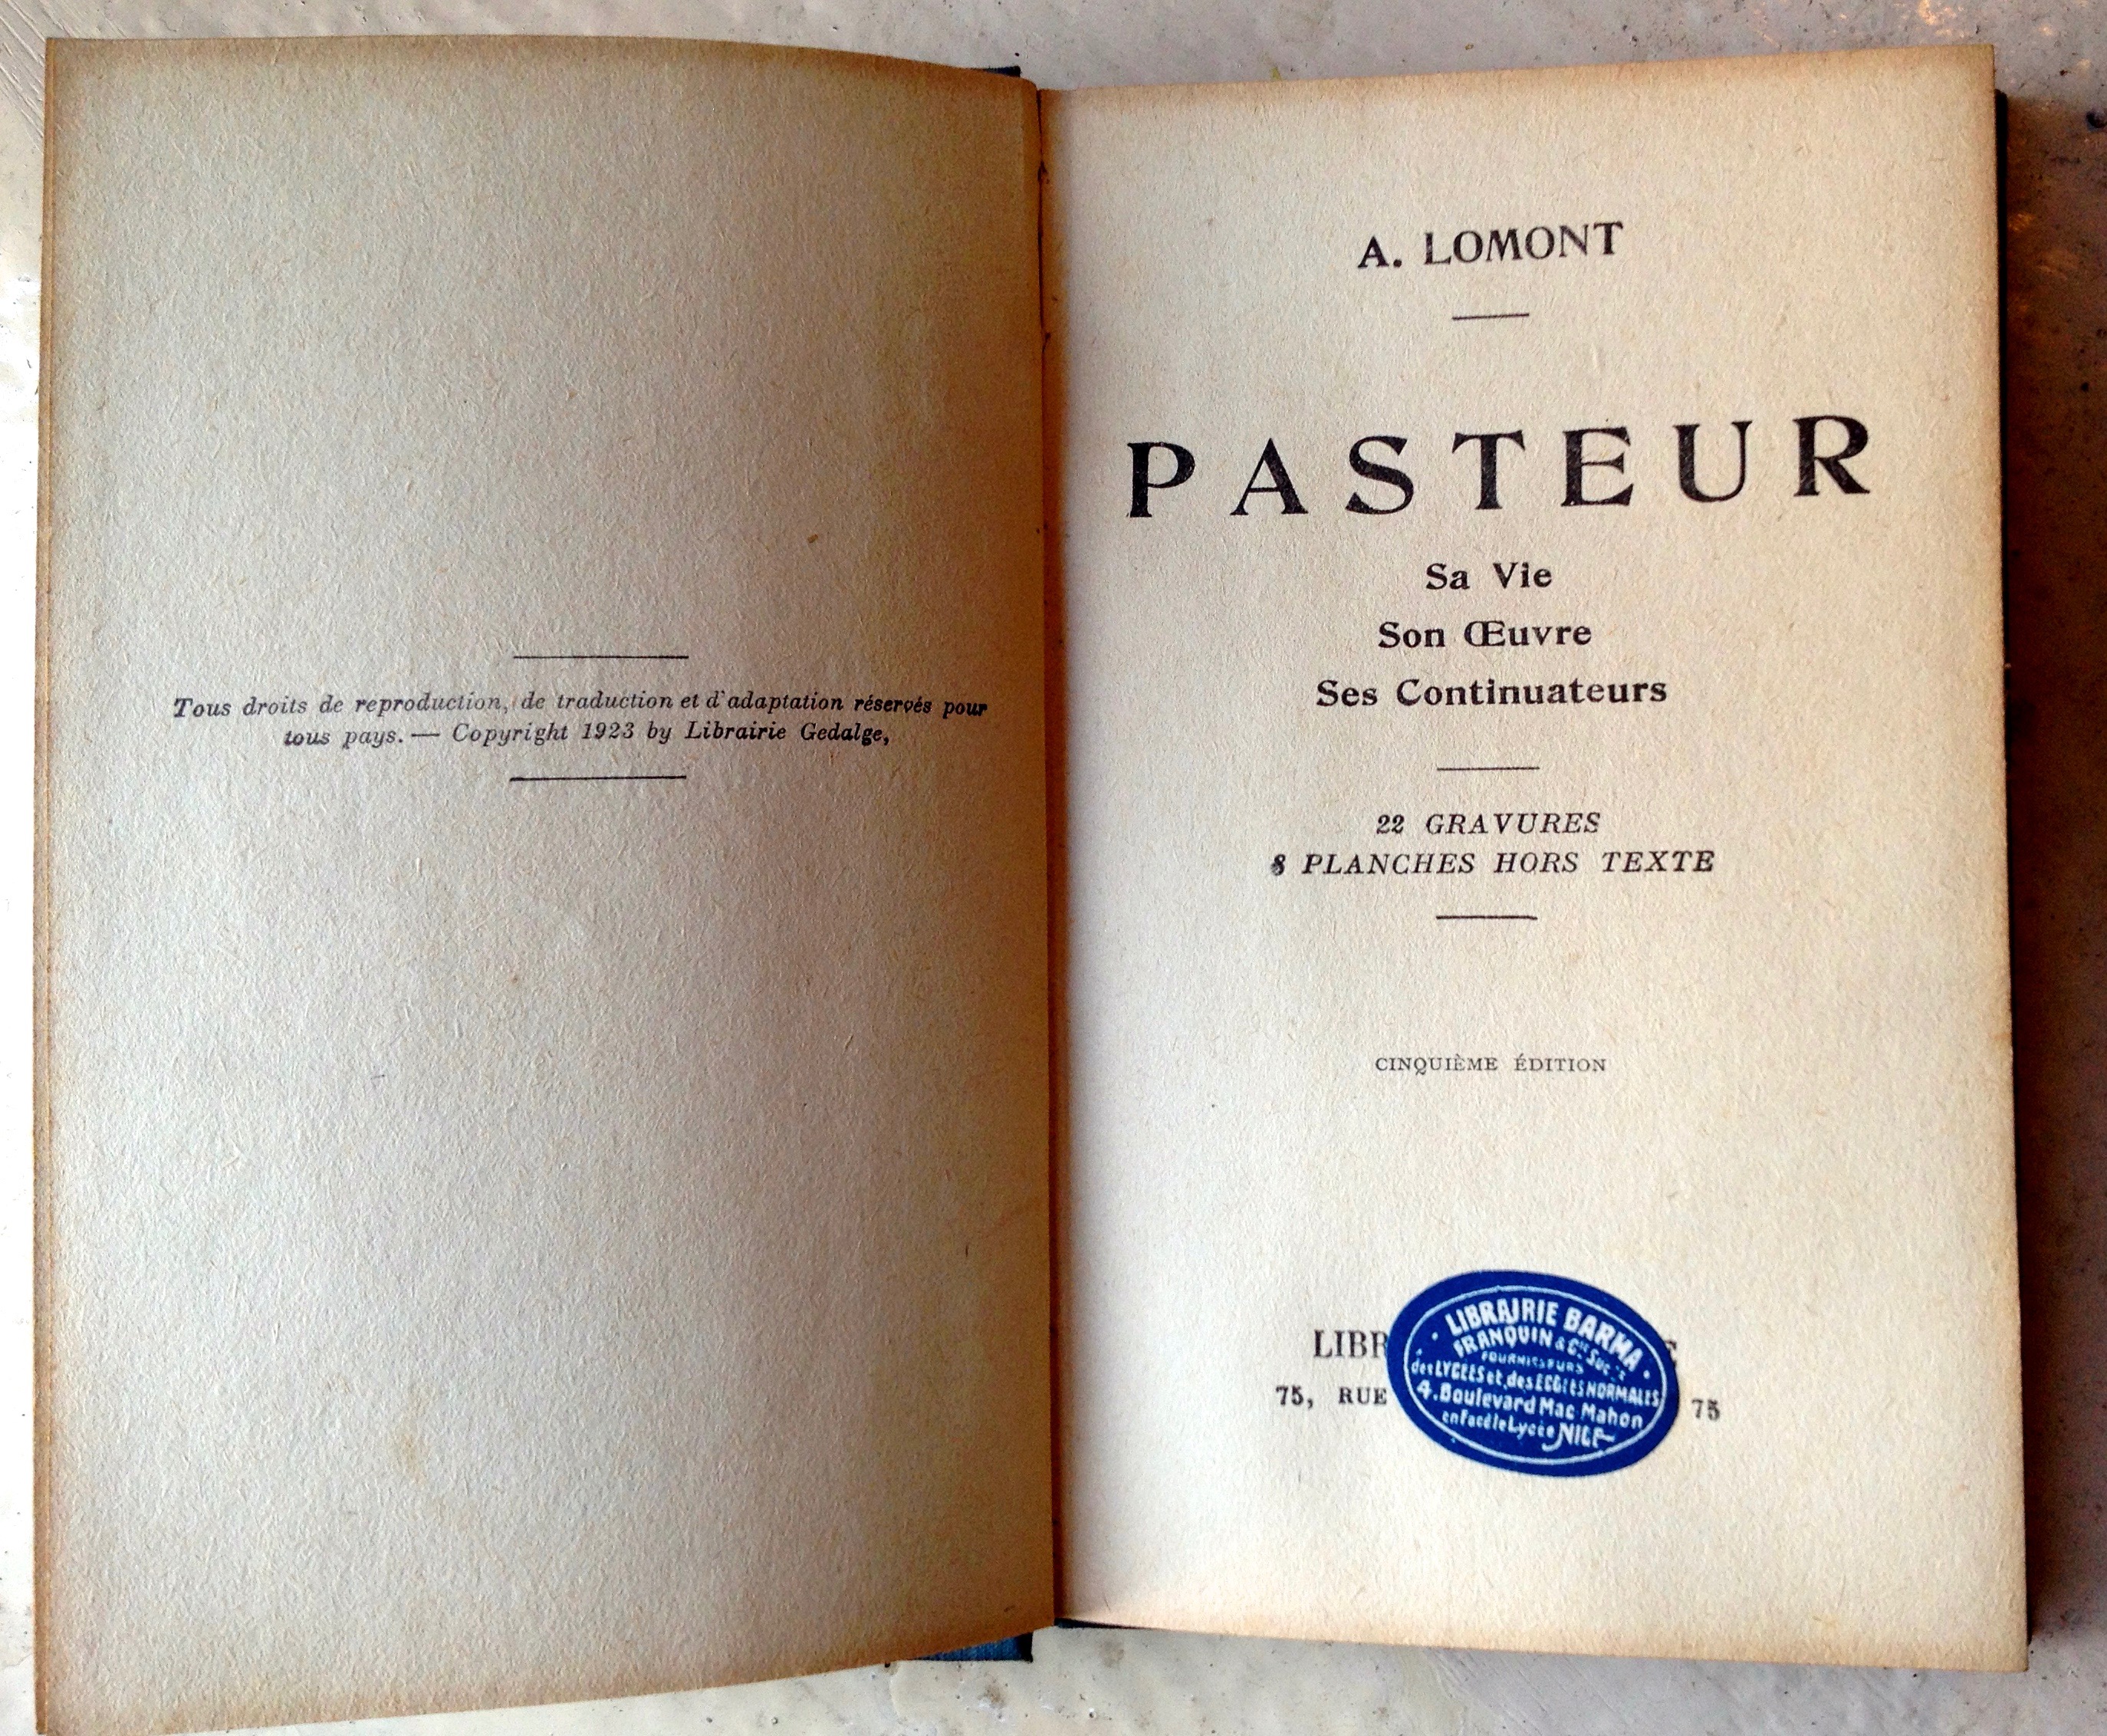 Tous droits de reproduction, de traduction et d'adaptation réservés pour
tous pays. — Copyright 1923 by Librairie Gedalge,
A. LOMONT
PASTEUR
Sa Vie
Son Œuvre
Ses Continuateurs
22 GRAVURES
8 PLANCHES HORS TEXTE
CINQUIÈME ÉDITION
75, RUE 75
LIBRAIRIE BARMA
FRANQUIN & Cie Succrs
FOURNISSEURS
des LYCÉES et des ECOLES NORMALES
4. Boulevard Mac Mahon
en face le Lycée NICE